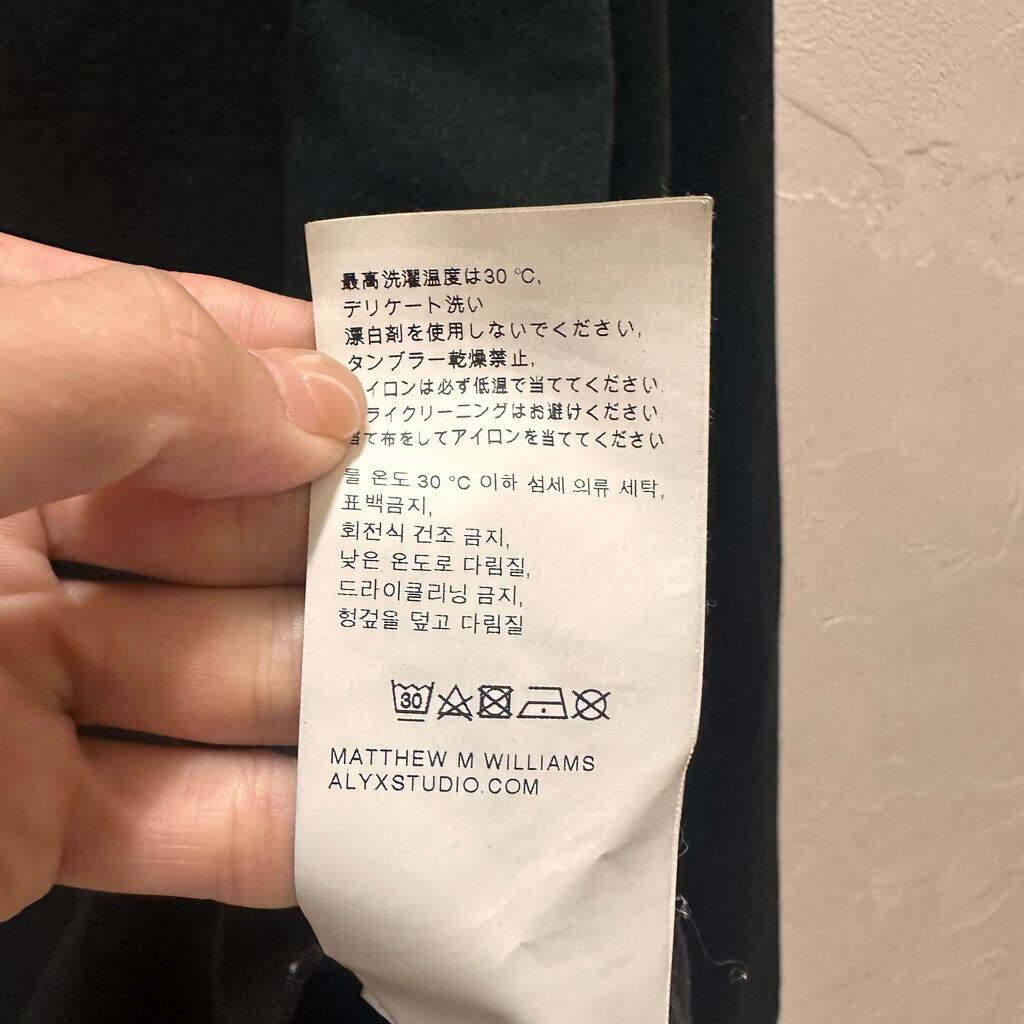 最高洗濯温度は30 ℃,
デリケート洗い
漂白剤を使用しないでください,
タンブラー乾燥禁止,
イロンは必ず低温で当ててください.
ライクリーニングはお避けください.
当て布をしてアイロンを当ててください
물 온도 30 ℃ 이하 섬세 의류 세탁,
표백금지,
회전식 건조 금지,
낮은 온도로 다림질,
드라이클리닝 금지,
헝겊을 덮고 다림질
30
MATTHEW M WILLIAMS
ALYXSTUDIO.COM